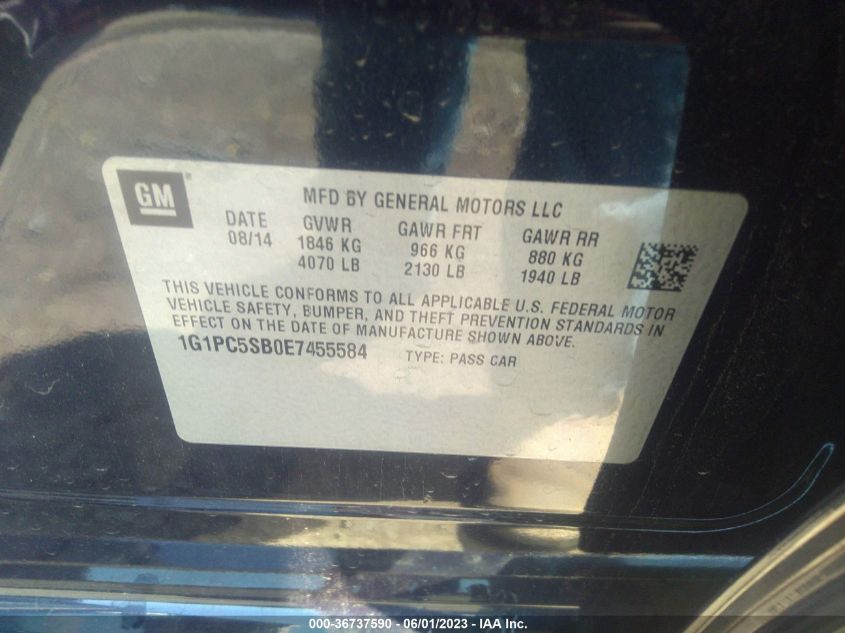 GM
MFD BY GENERAL MOTORS LLC
DATE GVWR GAWR FRT GAWR RR
08/14 1846 KG 966 KG 880 KG
4070 LB 2130 LB 1940 LB
THIS VEHICLE CONFORMS TO ALL APPLICABLE U.S. FEDERAL MOTOR
VEHICLE SAFETY, BUMPER, AND THEFT PREVENTION STANDARDS IN
EFFECT ON THE DATE OF MANUFACTURE SHOWN ABOVE.
1G1PC5SB0E7455584 TYPE: PASS CAR
000-36737590 - 06/01/2023 - IAA Inc.